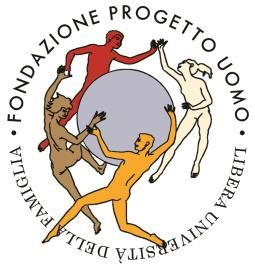 FONDAZIONE PROGETTO UOMO
LIBERA UNIVERSITÀ DELLA FAMIGLIA